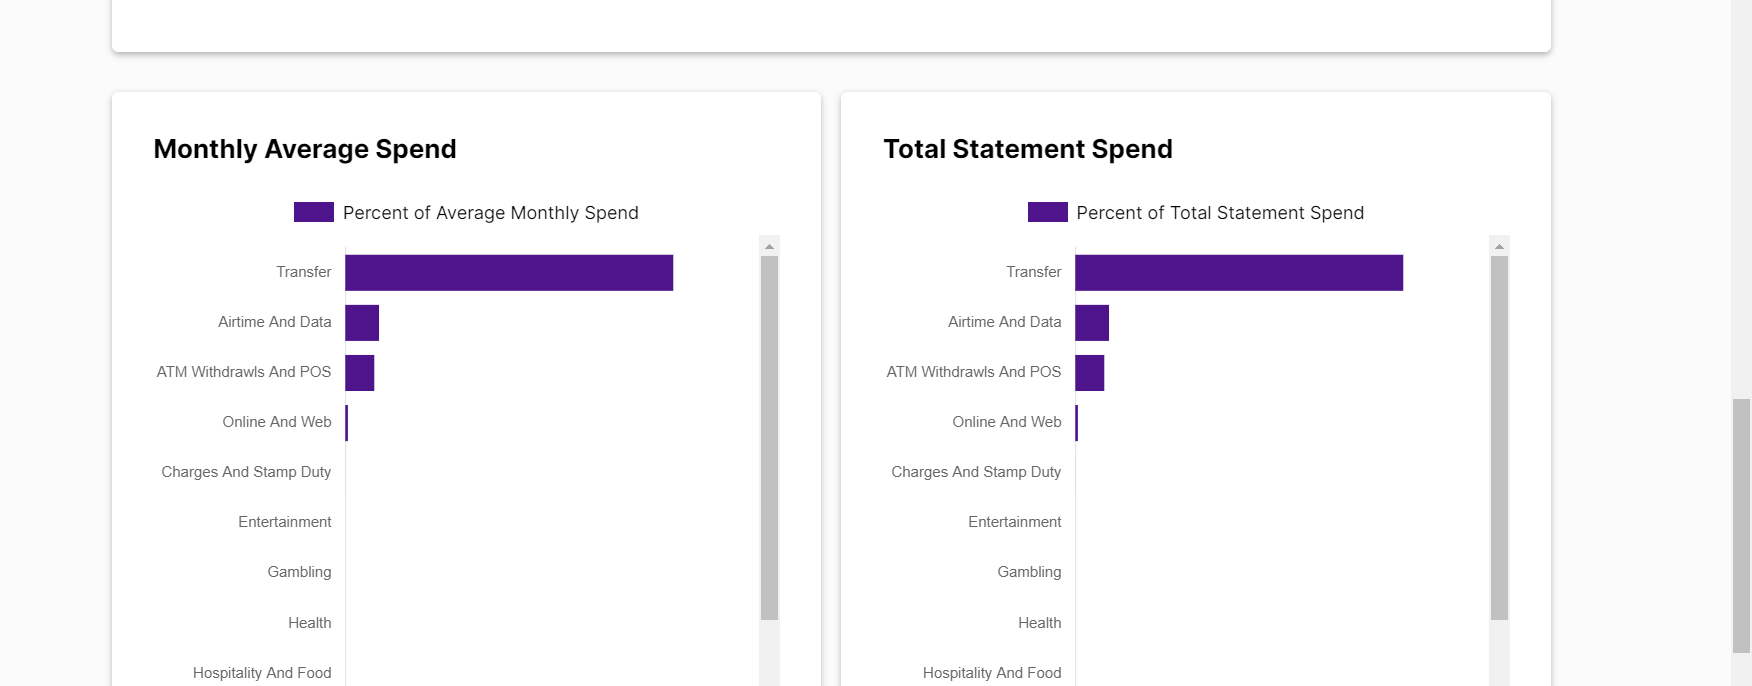 Monthly Average Spend
Percent of Average Monthly Spend
Transfer
Airtime And Data
ATM Withdrawls And POS
Online And Web
Charges And Stamp Duty
Entertainment
Gambling
Health
Hospitality And Food
Total Statement Spend
Percent of Total Statement Spend
Transfer
Airtime And Data
ATM Withdrawls And POS
Online And Web
Charges And Stamp Duty
Entertainment
Gambling
Health
Hospitality And Food